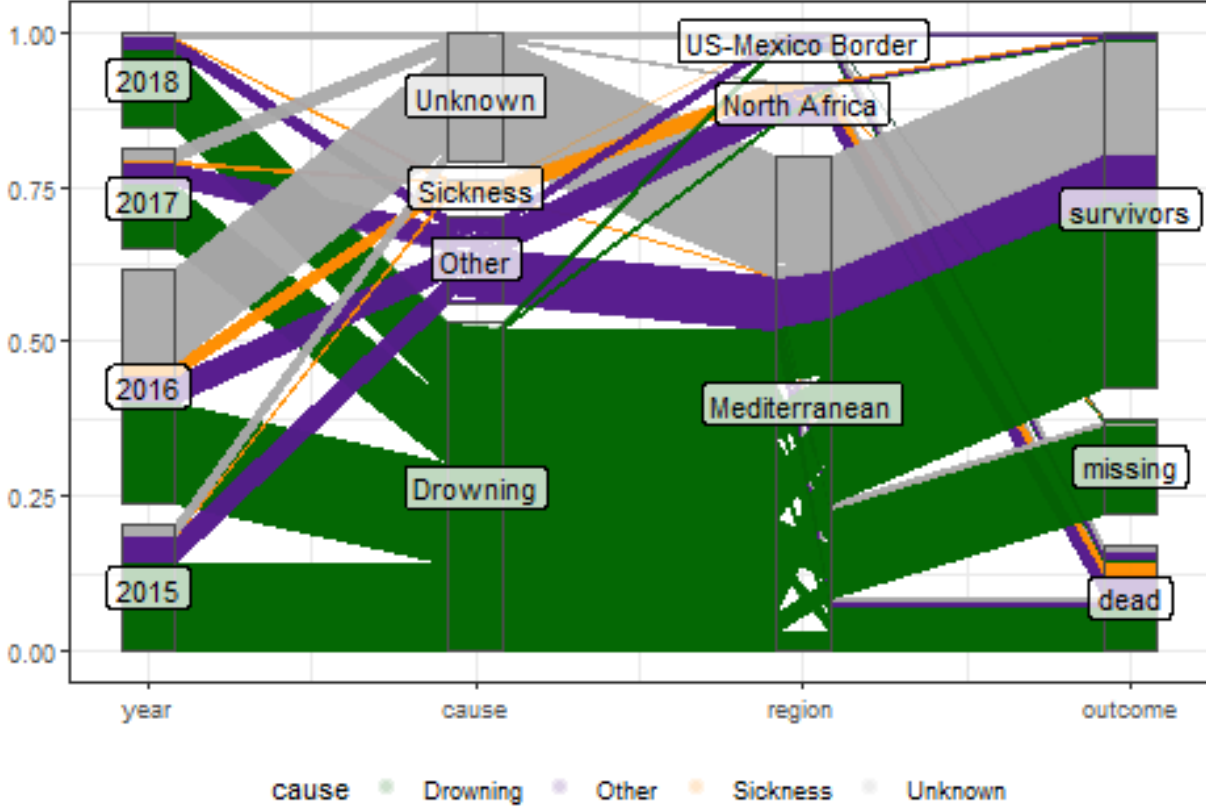 1.00
0.75
0.50
0.25
0.00
2018
2017
2016
2015
Unknown
Sickness
Other
Drowning
US-Mexico Border
North Africa
Mediterranean
survivors
missing
dead
year
cause
region
outcome
cause Drowning Other Sickness Unknown